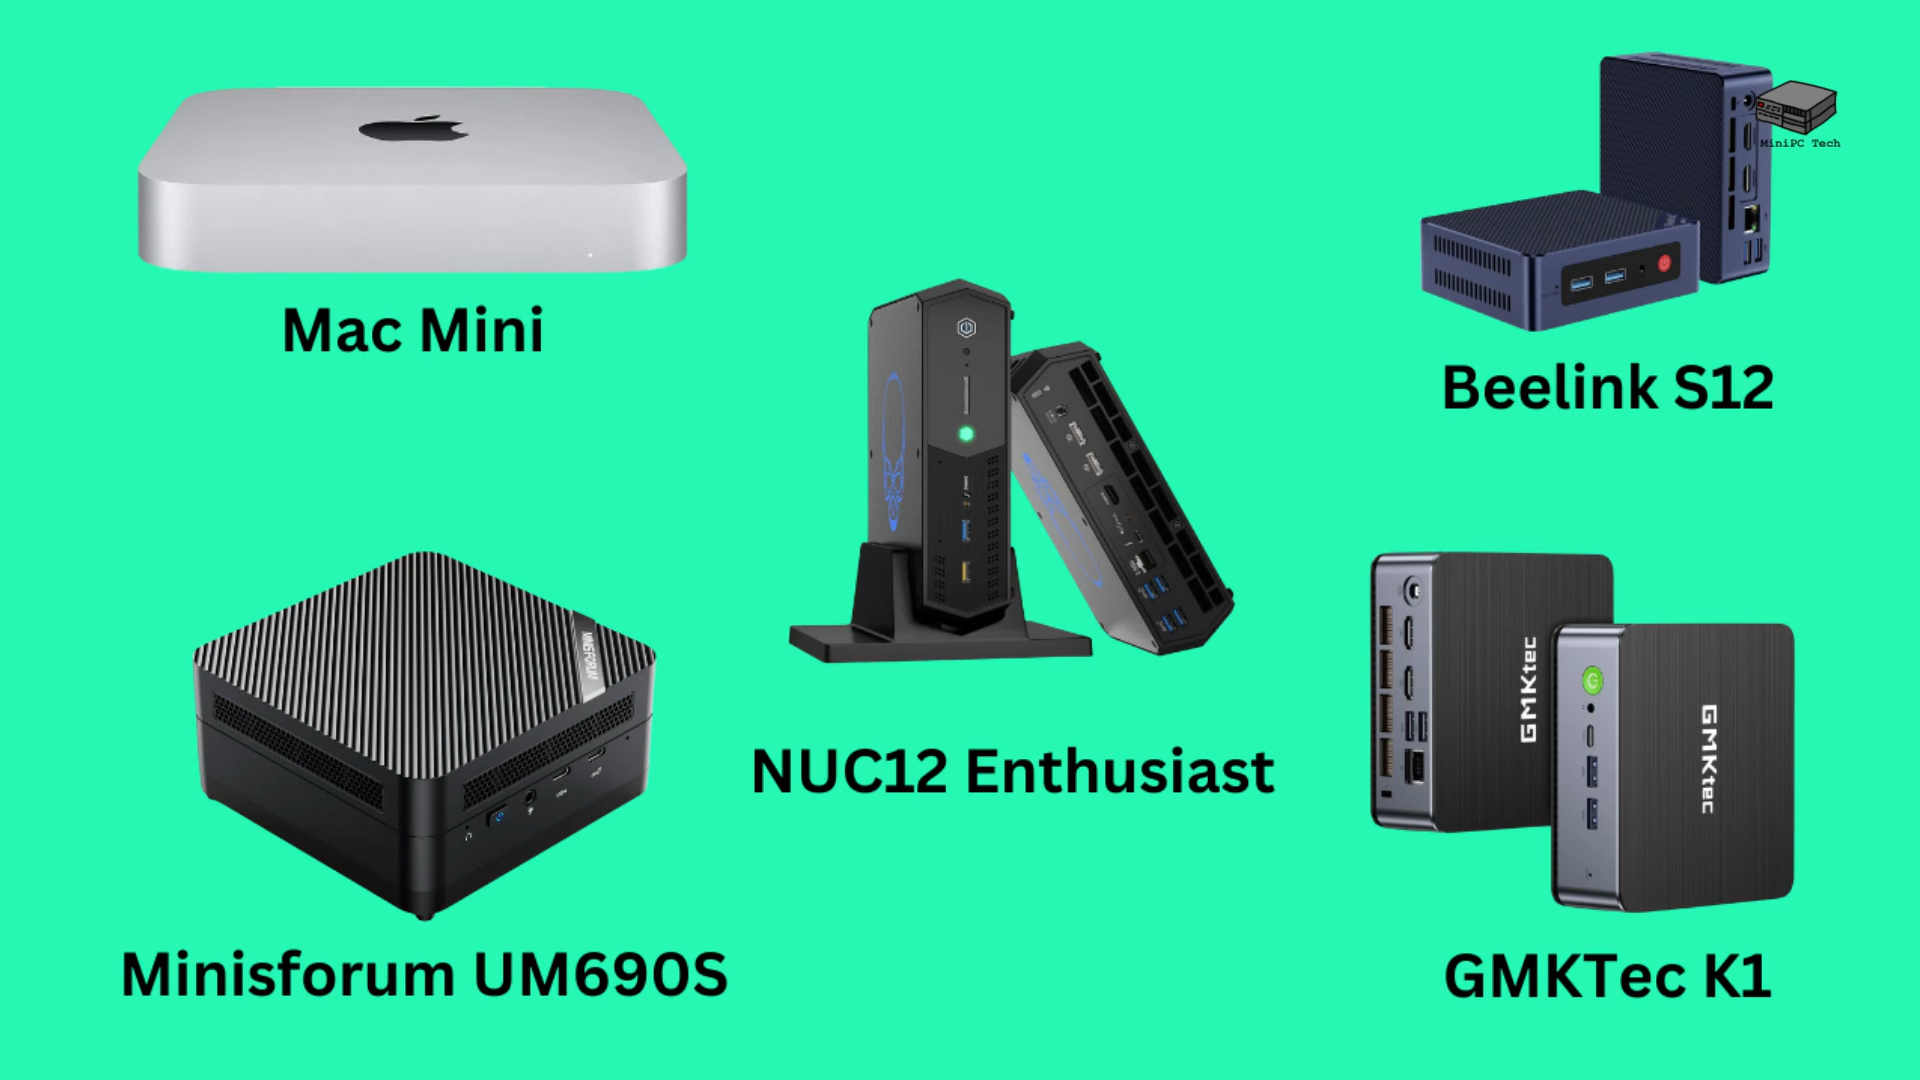 MiniPC Tech
Mac Mini
Beelink S12
MINISFORUM
GMKtec
GMKtec
NUC12 Enthusiast
Minisforum UM690S
GMKTec K1